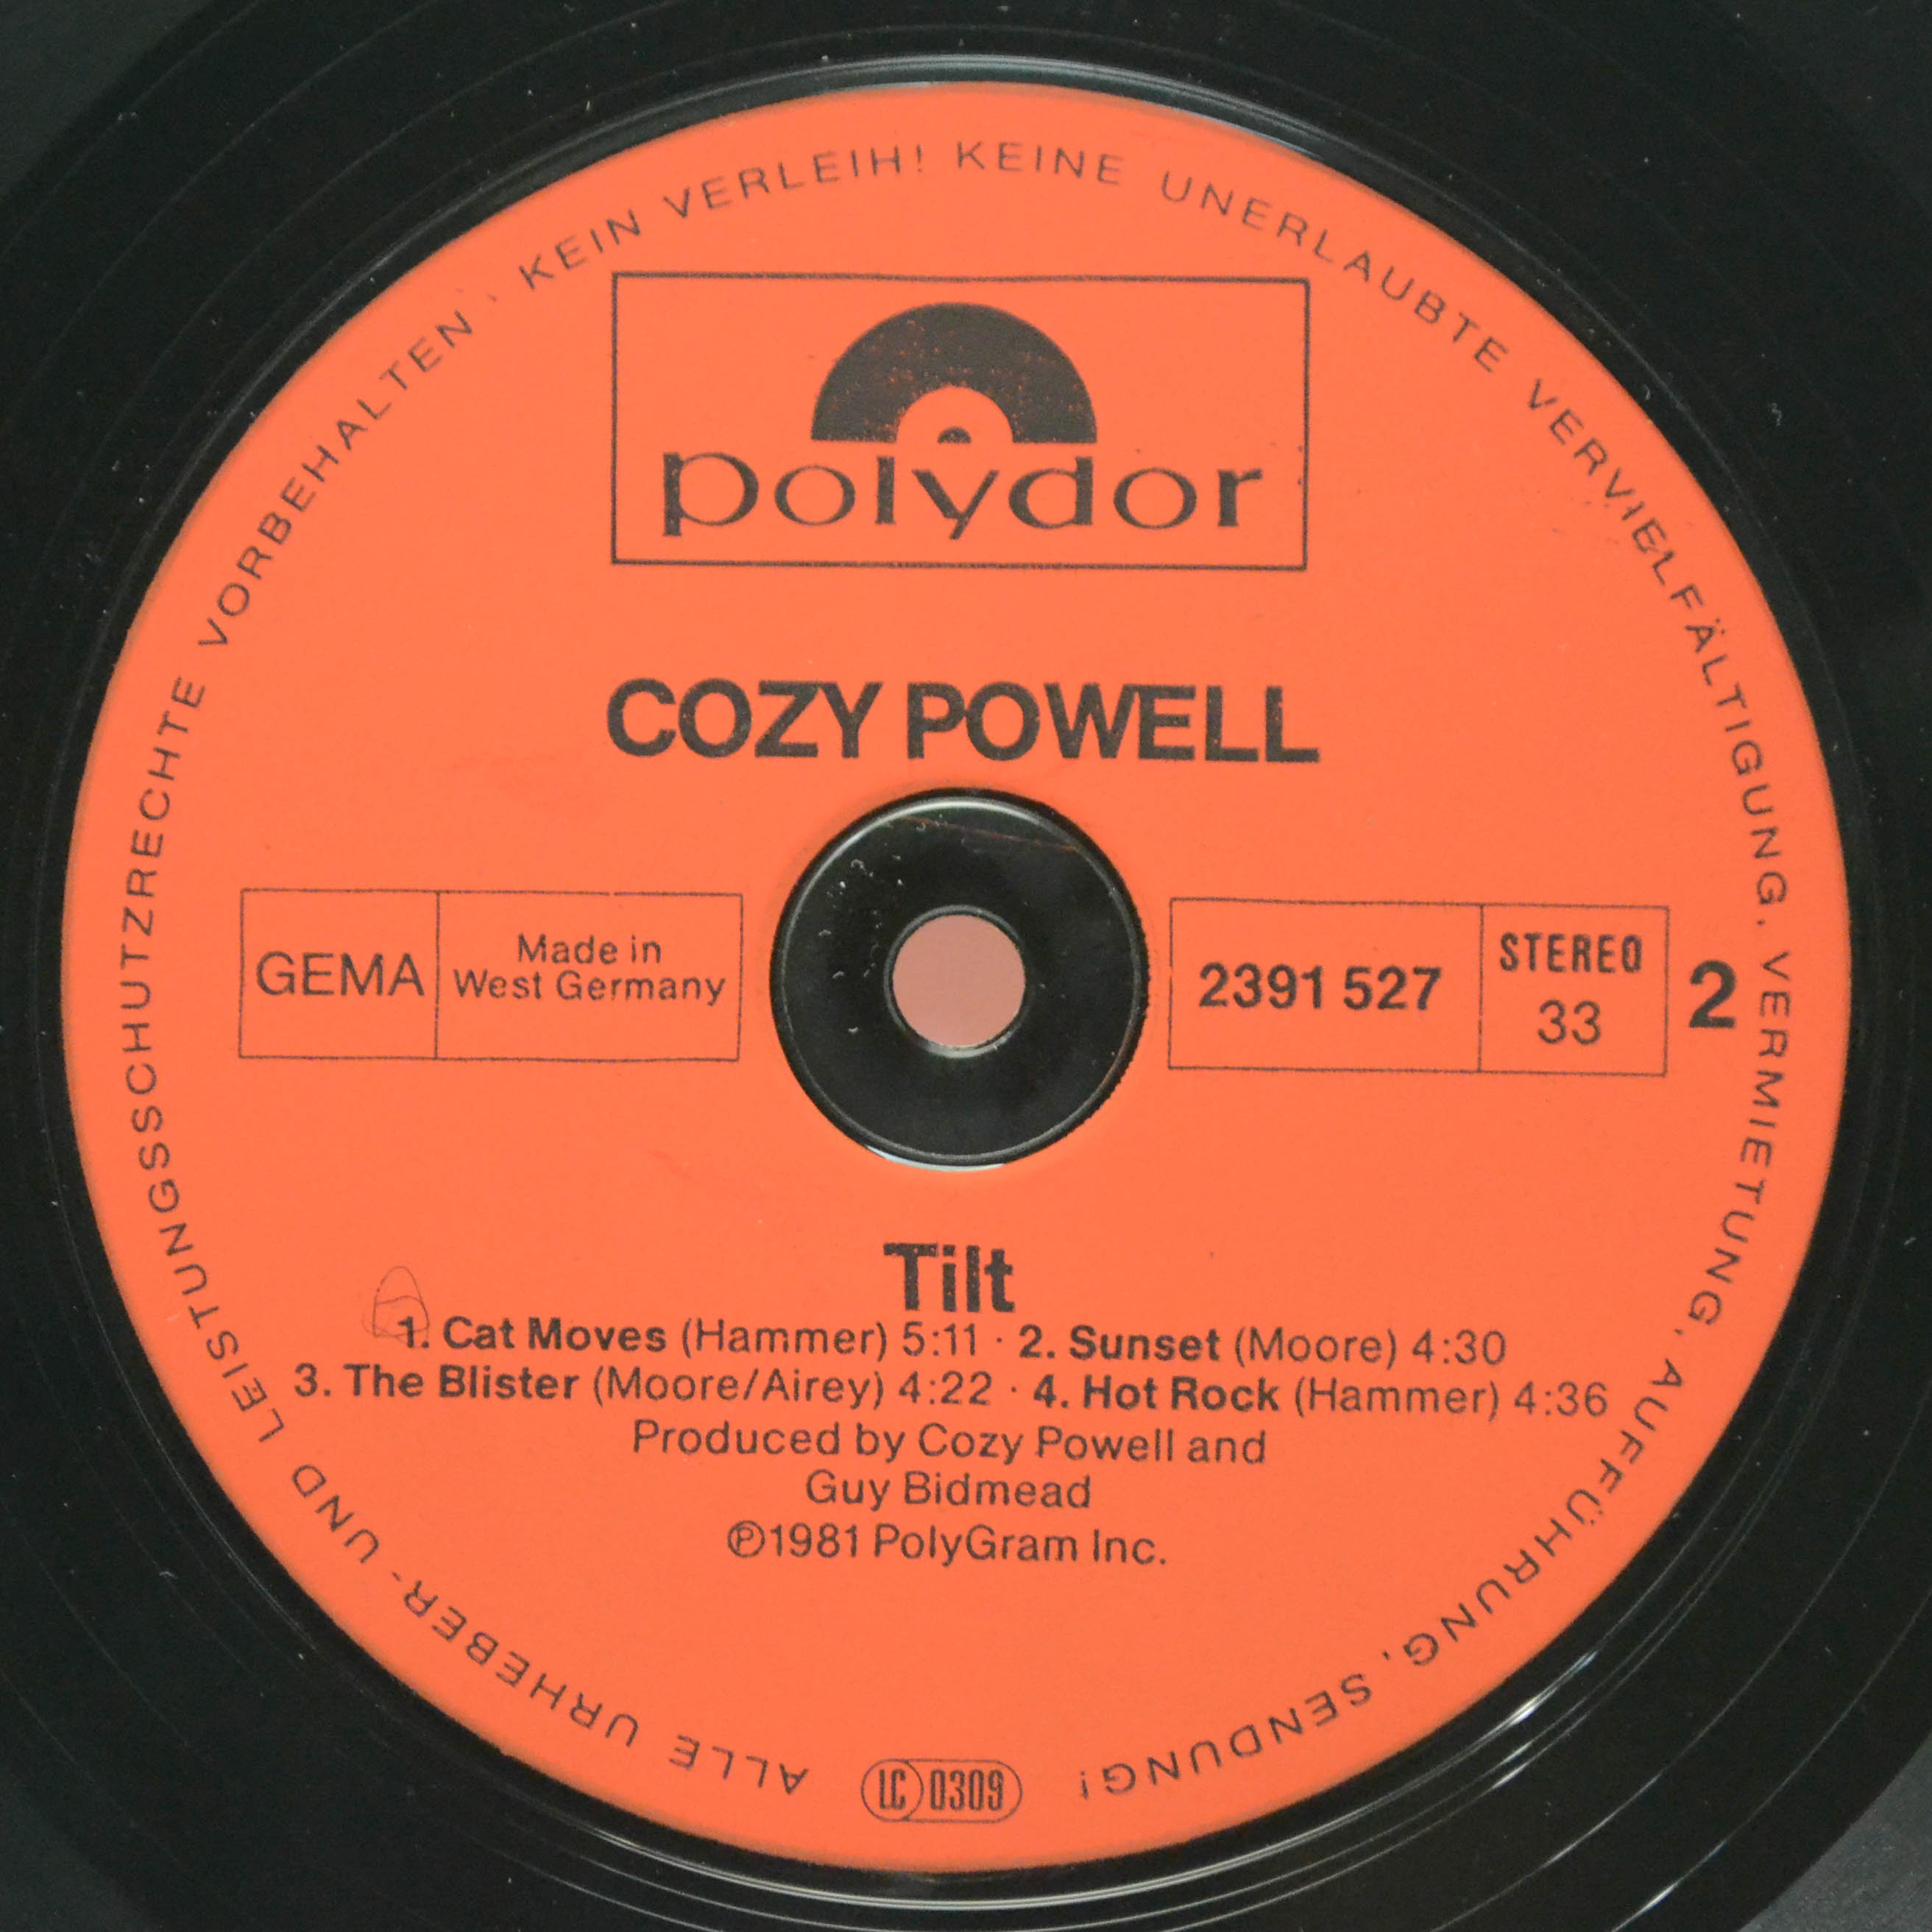 ALLE URHEBER- UND LEISTUNGSSCHUTZRECHTE VORBEHALTEN · KEIN VERLEIH! KEINE UNERLAUBTE VERVIELFÄLTIGUNG, VERMIETUNG, AUFFÜHRUNG, SENDUNG!
polydor
COZY POWELL
GEMA
Made in
West Germany
2391 527
STEREO
33
2
Tilt
1. Cat Moves (Hammer) 5:11 · 2. Sunset (Moore) 4:30
3. The Blister (Moore/Airey) 4:22 · 4. Hot Rock (Hammer) 4:36
Produced by Cozy Powell and
Guy Bidmead
℗1981 PolyGram Inc.
LC 0309